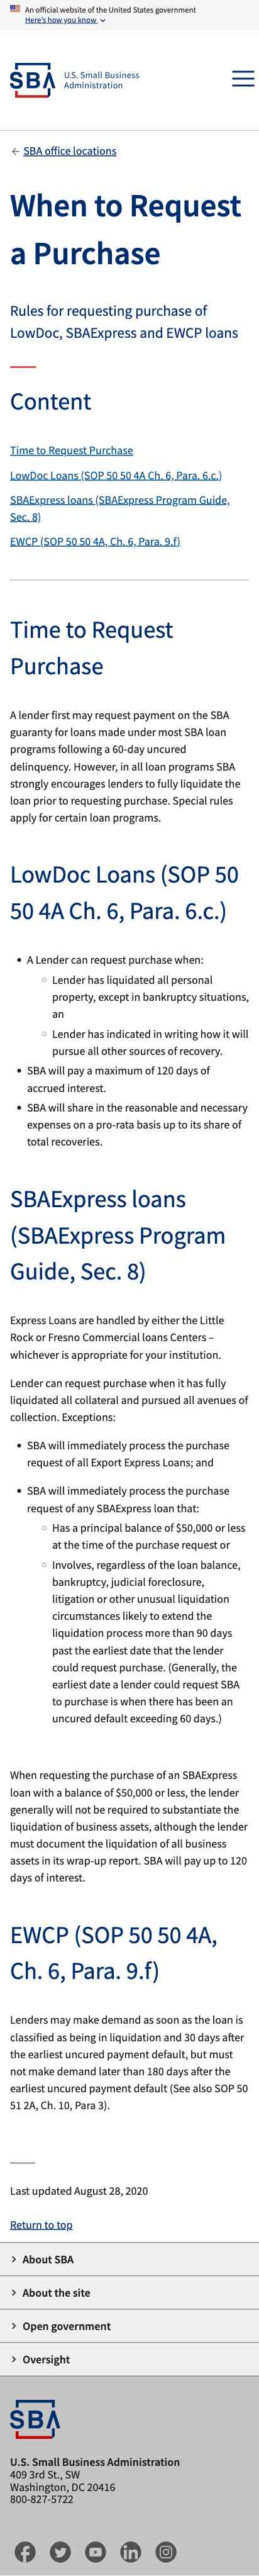 An official website of the United States government
Here's how you know
SBA
U.S. Small Business
Administration
SBA office locations
When to Request
a Purchase
Rules for requesting purchase of
LowDoc, SBAExpress and EWCP loans
Content
Time to Request Purchase
LowDoc Loans (SOP 50 50 4A Ch. 6, Para. 6.c.)
SBAExpress loans (SBAExpress Program Guide,
Sec. 8)
EWCP (SOP 50 50 4A, Ch. 6, Para. 9.f)
Time to Request
Purchase
A lender first may request payment on the SBA
guaranty for loans made under most SBA loan
programs following a 60-day uncured
delinquency. However, in all loan programs SBA
strongly encourages lenders to fully liquidate the
loan prior to requesting purchase. Special rules
apply for certain loan programs.
LowDoc Loans (SOP 50
50 4A Ch. 6, Para. 6.c.)
A Lender can request purchase when:
Lender has liquidated all personal
property, except in bankruptcy situations,
an
Lender has indicated in writing how it will
pursue all other sources of recovery.
SBA will pay a maximum of 120 days of
accrued interest.
SBA will share in the reasonable and necessary
expenses on a pro-rata basis up to its share of
total recoveries.
SBAExpress loans
(SBAExpress Program
Guide, Sec. 8)
Express Loans are handled by either the Little
Rock or Fresno Commercial loans Centers –
whichever is appropriate for your institution.
Lender can request purchase when it has fully
liquidated all collateral and pursued all avenues of
collection. Exceptions:
SBA will immediately process the purchase
request of all Export Express Loans; and
SBA will immediately process the purchase
request of any SBAExpress loan that:
Has a principal balance of $50,000 or less
at the time of the purchase request or
Involves, regardless of the loan balance,
bankruptcy, judicial foreclosure,
litigation or other unusual liquidation
circumstances likely to extend the
liquidation process more than 90 days
past the earliest date that the lender
could request purchase. (Generally, the
earliest date a lender could request SBA
to purchase is when there has been an
uncured default exceeding 60 days.)
When requesting the purchase of an SBAExpress
loan with a balance of $50,000 or less, the lender
generally will not be required to substantiate the
liquidation of business assets, although the lender
must document the liquidation of all business
assets in its wrap-up report. SBA will pay up to 120
days of interest.
EWCP (SOP 50 50 4A,
Ch. 6, Para. 9.f)
Lenders may make demand as soon as the loan is
classified as being in liquidation and 30 days after
the earliest uncured payment default, but must
not make demand later than 180 days after the
earliest uncured payment default (See also SOP 50
51 2A, Ch. 10, Para 3).
Last updated August 28, 2020
Return to top
About SBA
About the site
Open government
Oversight
SBA
U.S. Small Business Administration
409 3rd St., SW
Washington, DC 20416
800-827-5722